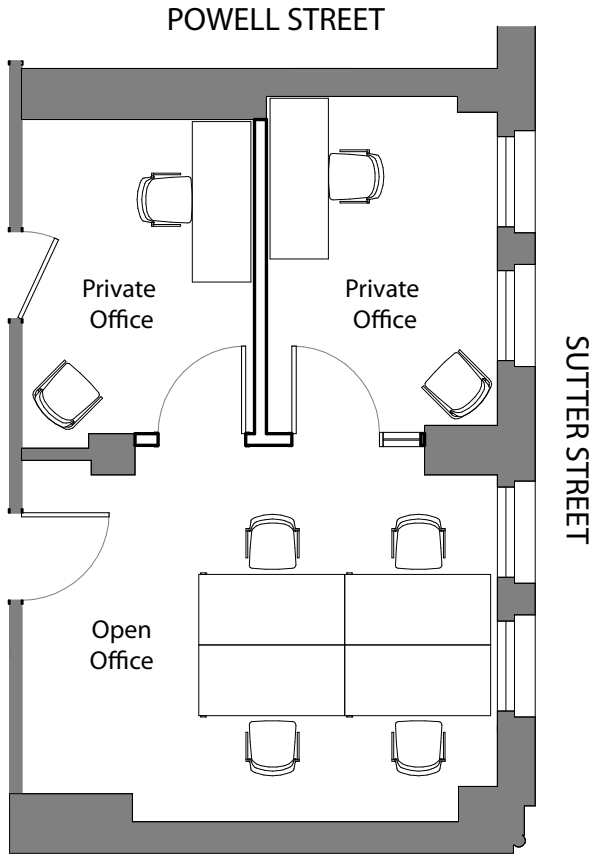 POWELL STREET
Private
Office
Private
Office
SUTTER STREET
Open
Office